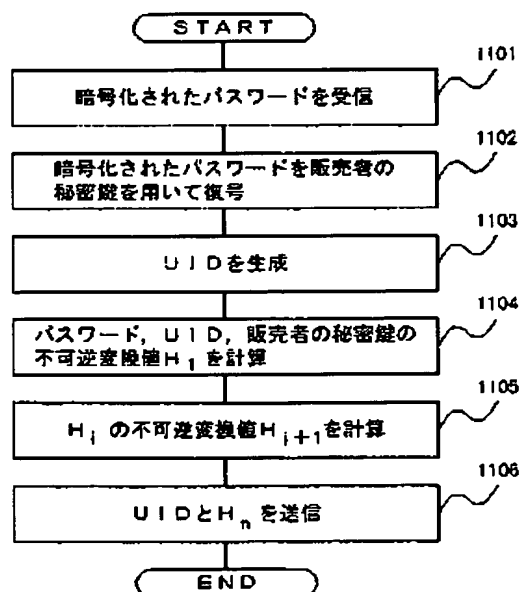 START
1101
暗号化されたパスワードを受信
1102
暗号化されたパスワードを販売者の
秘密鍵を用いて復号
1103
UIDを生成
1104
パスワード，UID，販売者の秘密鍵の
不可逆変換値H1を計算
1105
Hiの不可逆変換値Hi+1を計算
1106
UIDとHnを送信
END